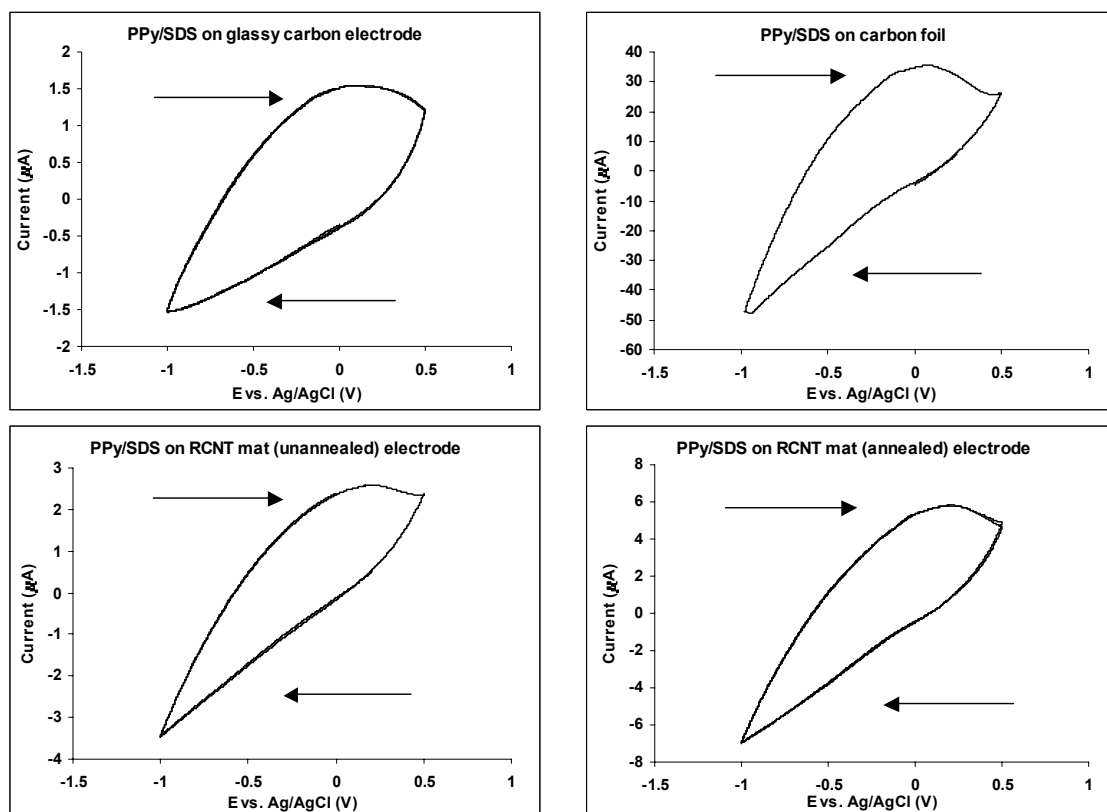 PPy/SDS on glassy carbon electrode
2
1.5
1
0.5
0
-0.5
-1
-1.5
-2
-1.5 -1 -0.5 0 0.5 1
Current (µA)
E vs. Ag/AgCl (V)
PPy/SDS on carbon foil
40
30
20
10
0
-10
-20
-30
-40
-50
-60
-1.5 -1 -0.5 0 0.5 1
Current (µA)
E vs. Ag/AgCl (V)
PPy/SDS on RCNT mat (unannealed) electrode
3
2
1
0
-1
-2
-3
-4
-1.5 -1 -0.5 0 0.5 1
Current (µA)
E vs. Ag/AgCl (V)
PPy/SDS on RCNT mat (annealed) electrode
8
6
4
2
0
-2
-4
-6
-8
-1.5 -1 -0.5 0 0.5 1
Current (µA)
E vs. Ag/AgCl (V)